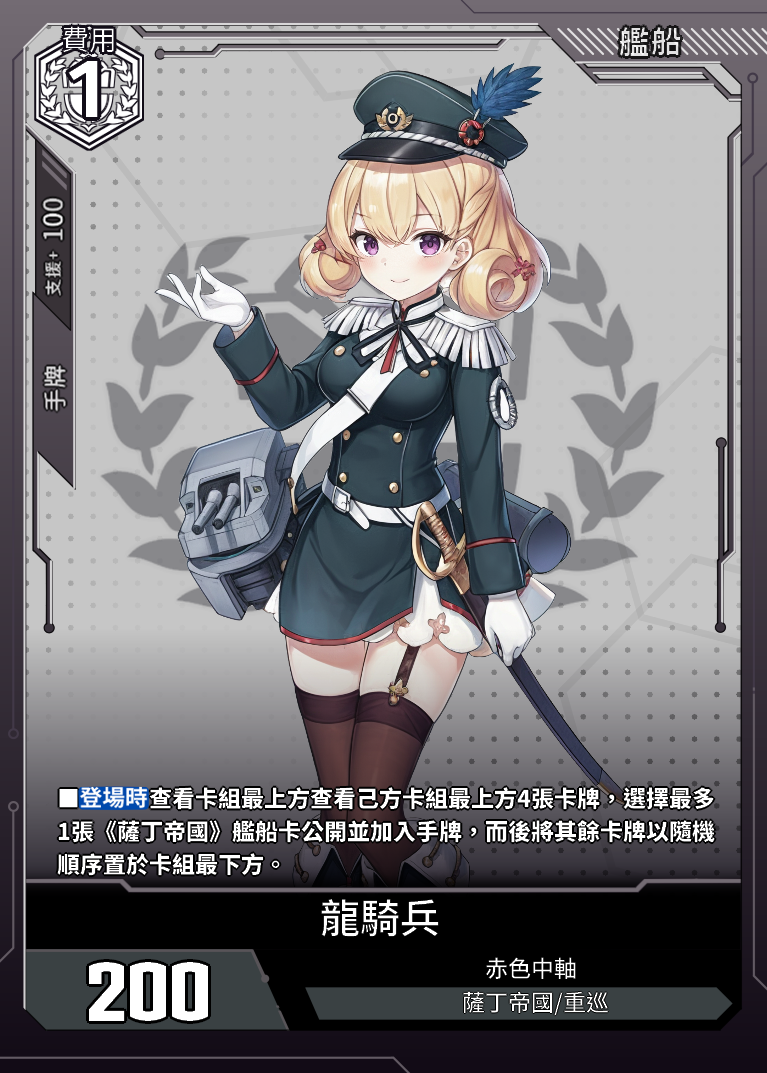 費用
1
艦船
支援+ 100
手牌
■登場時查看卡組最上方查看己方卡組最上方4張卡牌，選擇最多
1張《薩丁帝國》艦船卡公開並加入手牌，而後將其餘卡牌以隨機
順序置於卡組最下方。
龍騎兵
200
赤色中軸
薩丁帝國/重巡